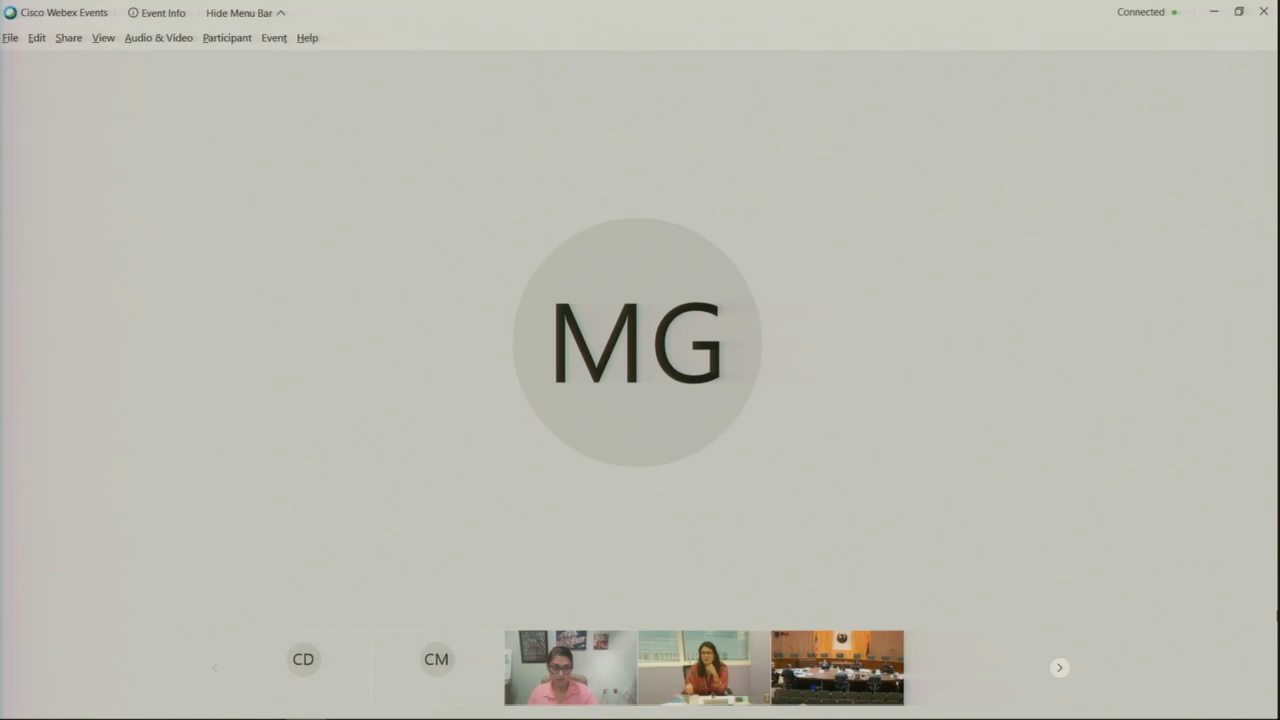 Cisco Webex Events Event Info Hide Menu Bar Connected
File Edit Share View Audio & Video Participant Event Help
MG
CD CM